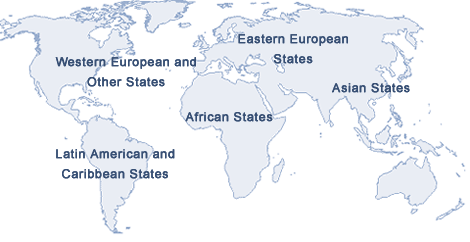 Eastern European
States
Western European and
Other States
Asian States
African States
Latin American and
Caribbean States